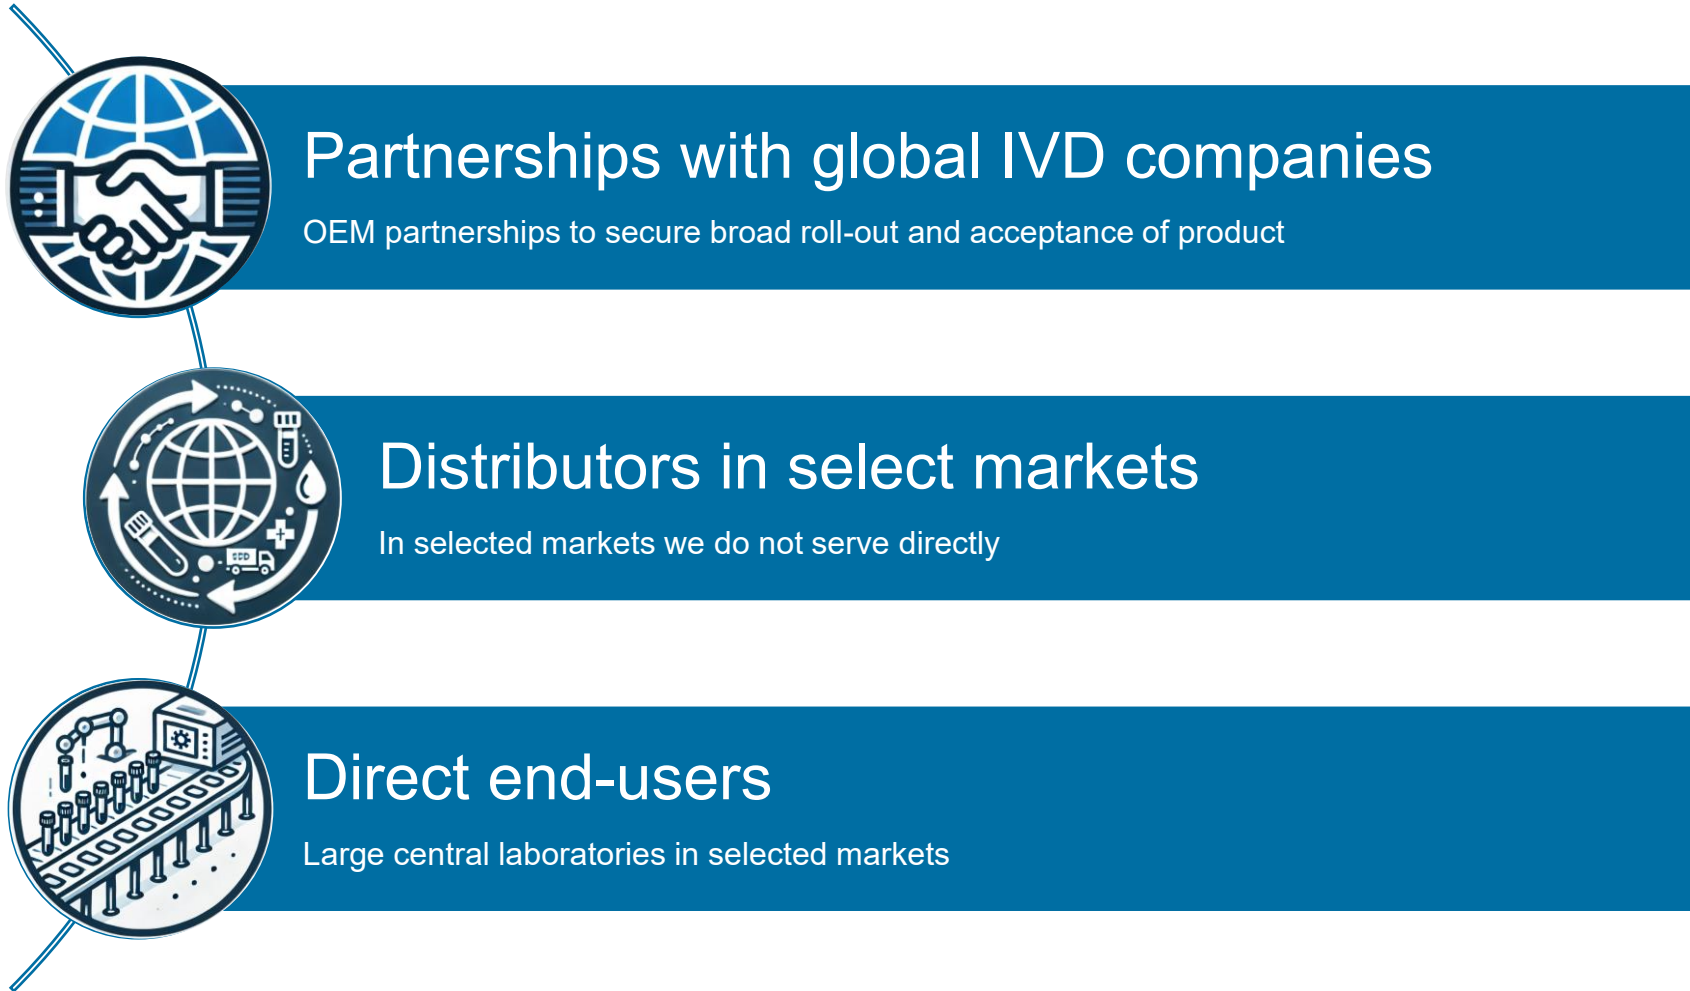 Partnerships with global IVD companies
OEM partnerships to secure broad roll-out and acceptance of product
Distributors in select markets
In selected markets we do not serve directly
Direct end-users
Large central laboratories in selected markets